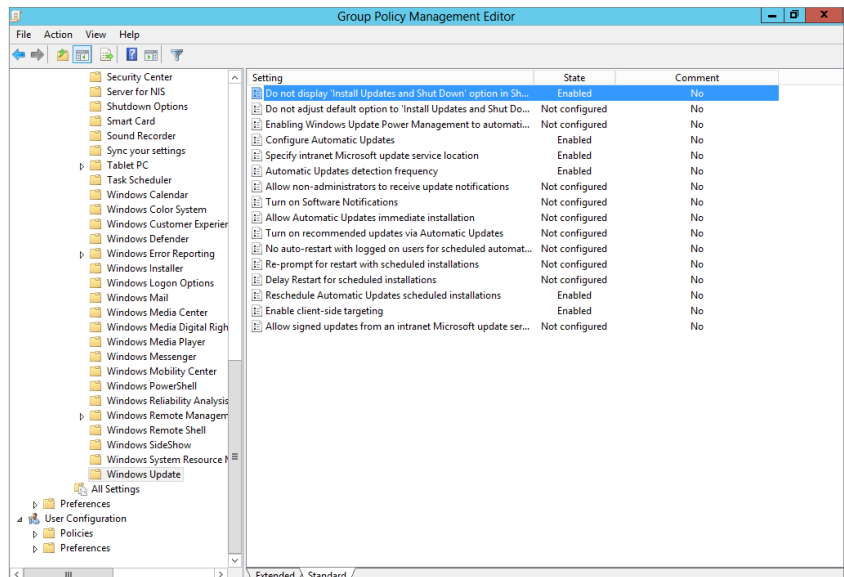 Group Policy Management Editor
File Action View Help
Security Center
Server for NIS
Shutdown Options
Smart Card
Sound Recorder
Sync your settings
Tablet PC
Task Scheduler
Windows Calendar
Windows Color System
Windows Customer Experier
Windows Defender
Windows Error Reporting
Windows Installer
Windows Logon Options
Windows Mail
Windows Media Center
Windows Media Digital Righ
Windows Media Player
Windows Messenger
Windows Mobility Center
Windows PowerShell
Windows Reliability Analysis
Windows Remote Managem
Windows Remote Shell
Windows SideShow
Windows System Resource M
Windows Update
All Settings
Preferences
User Configuration
Policies
Preferences
Setting State Comment
Do not display 'Install Updates and Shut Down' option in Sh... Enabled No
Do not adjust default option to 'Install Updates and Shut Do... Not configured No
Enabling Windows Update Power Management to automati... Not configured No
Configure Automatic Updates Enabled No
Specify intranet Microsoft update service location Enabled No
Automatic Updates detection frequency Enabled No
Allow non-administrators to receive update notifications Not configured No
Turn on Software Notifications Not configured No
Allow Automatic Updates immediate installation Not configured No
Turn on recommended updates via Automatic Updates Not configured No
No auto-restart with logged on users for scheduled automat... Not configured No
Re-prompt for restart with scheduled installations Not configured No
Delay Restart for scheduled installations Not configured No
Reschedule Automatic Updates scheduled installations Enabled No
Enable client-side targeting Enabled No
Allow signed updates from an intranet Microsoft update ser... Not configured No
Extended Standard